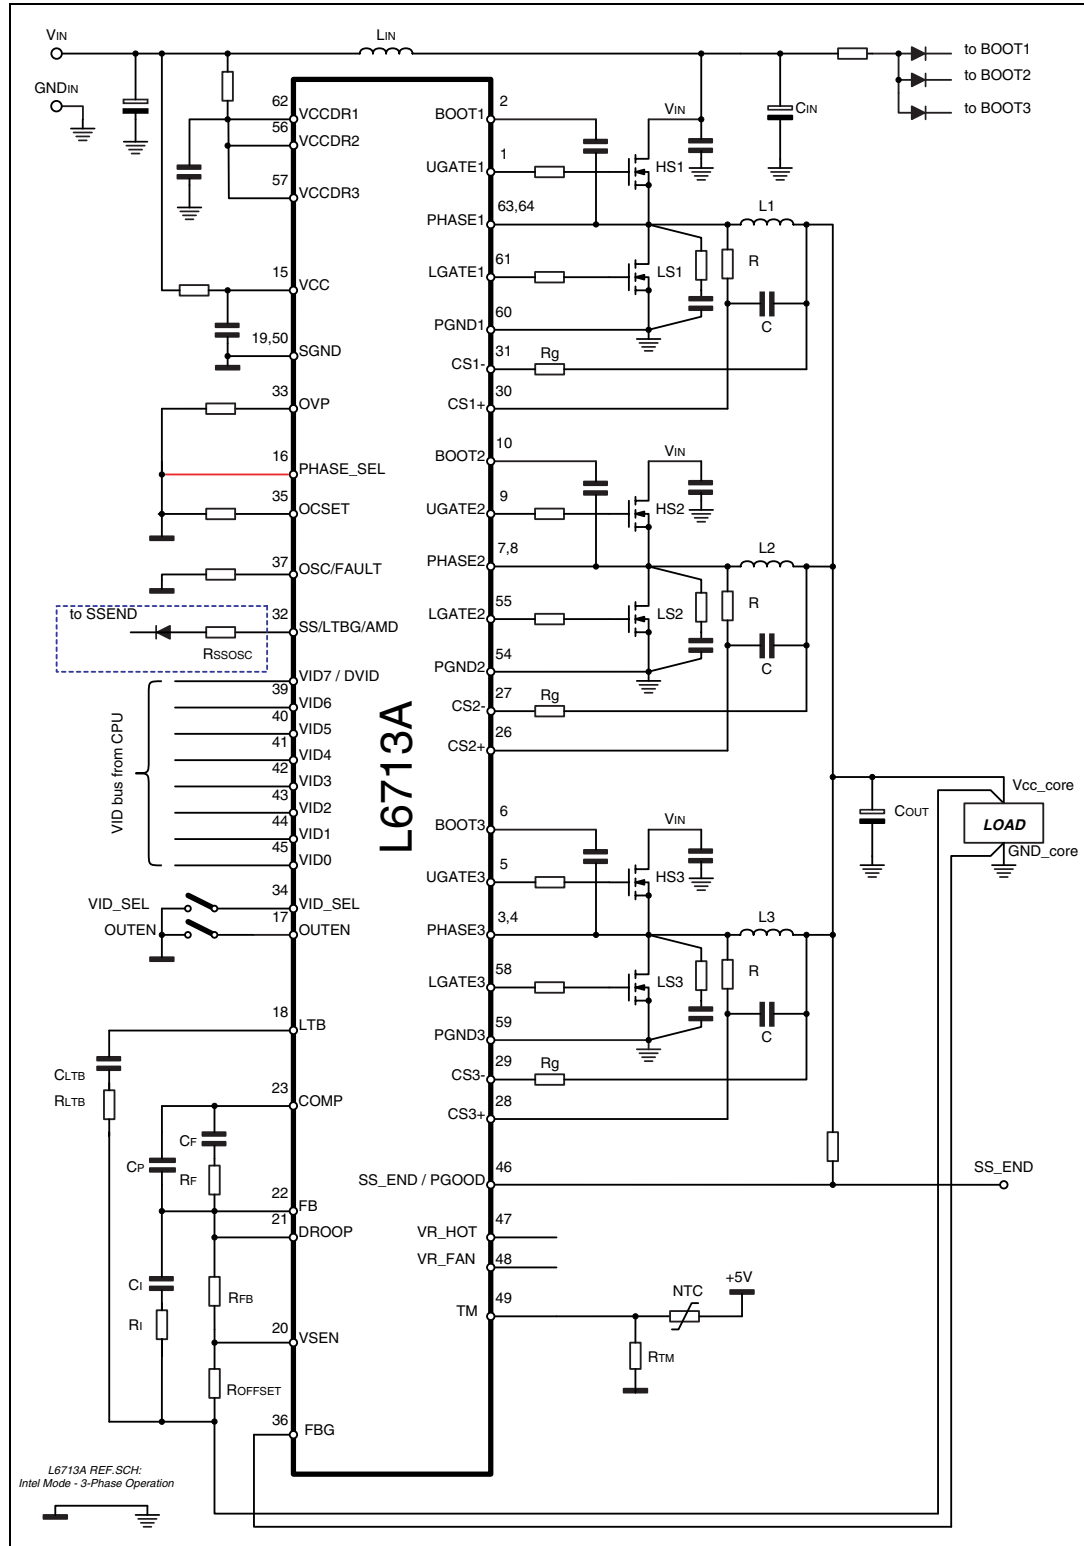 VIN
LIN
to BOOT1
to BOOT2
to BOOT3
GNDIN
CIN
62
VCCDR1
56
VCCDR2
57
VCCDR3
15
VCC
19,50
SGND
33
OVP
16
PHASE_SEL
35
OCSET
37
OSC/FAULT
to SSEND
32
SS/LTBG/AMD
RSSOSC
VID bus from CPU
VID7 / DVID
39
VID6
40
VID5
41
VID4
42
VID3
43
VID2
44
VID1
45
VID0
34
VID_SEL
VID_SEL
17
OUTEN
OUTEN
18
LTB
CLTB
RLTB
23
COMP
CF
CP
RF
22
FB
21
DROOP
CI
RFB
RI
20
VSEN
ROFFSET
36
FBG
L6713A
2
BOOT1
VIN
1
UGATE1
HS1
63,64
PHASE1
L1
61
LGATE1
LS1
R
60
PGND1
C
31
CS1-
Rg
30
CS1+
10
BOOT2
VIN
9
UGATE2
HS2
7,8
PHASE2
L2
55
LGATE2
LS2
R
54
PGND2
C
27
CS2-
Rg
26
CS2+
6
BOOT3
VIN
5
UGATE3
HS3
3,4
PHASE3
L3
58
LGATE3
LS3
R
59
PGND3
C
29
CS3-
Rg
28
CS3+
COUT
Vcc_core
LOAD
GND_core
46
SS_END / PGOOD
SS_END
47
VR_HOT
48
VR_FAN
49
TM
NTC
+5V
RTM
L6713A REF.SCH:
Intel Mode - 3-Phase Operation